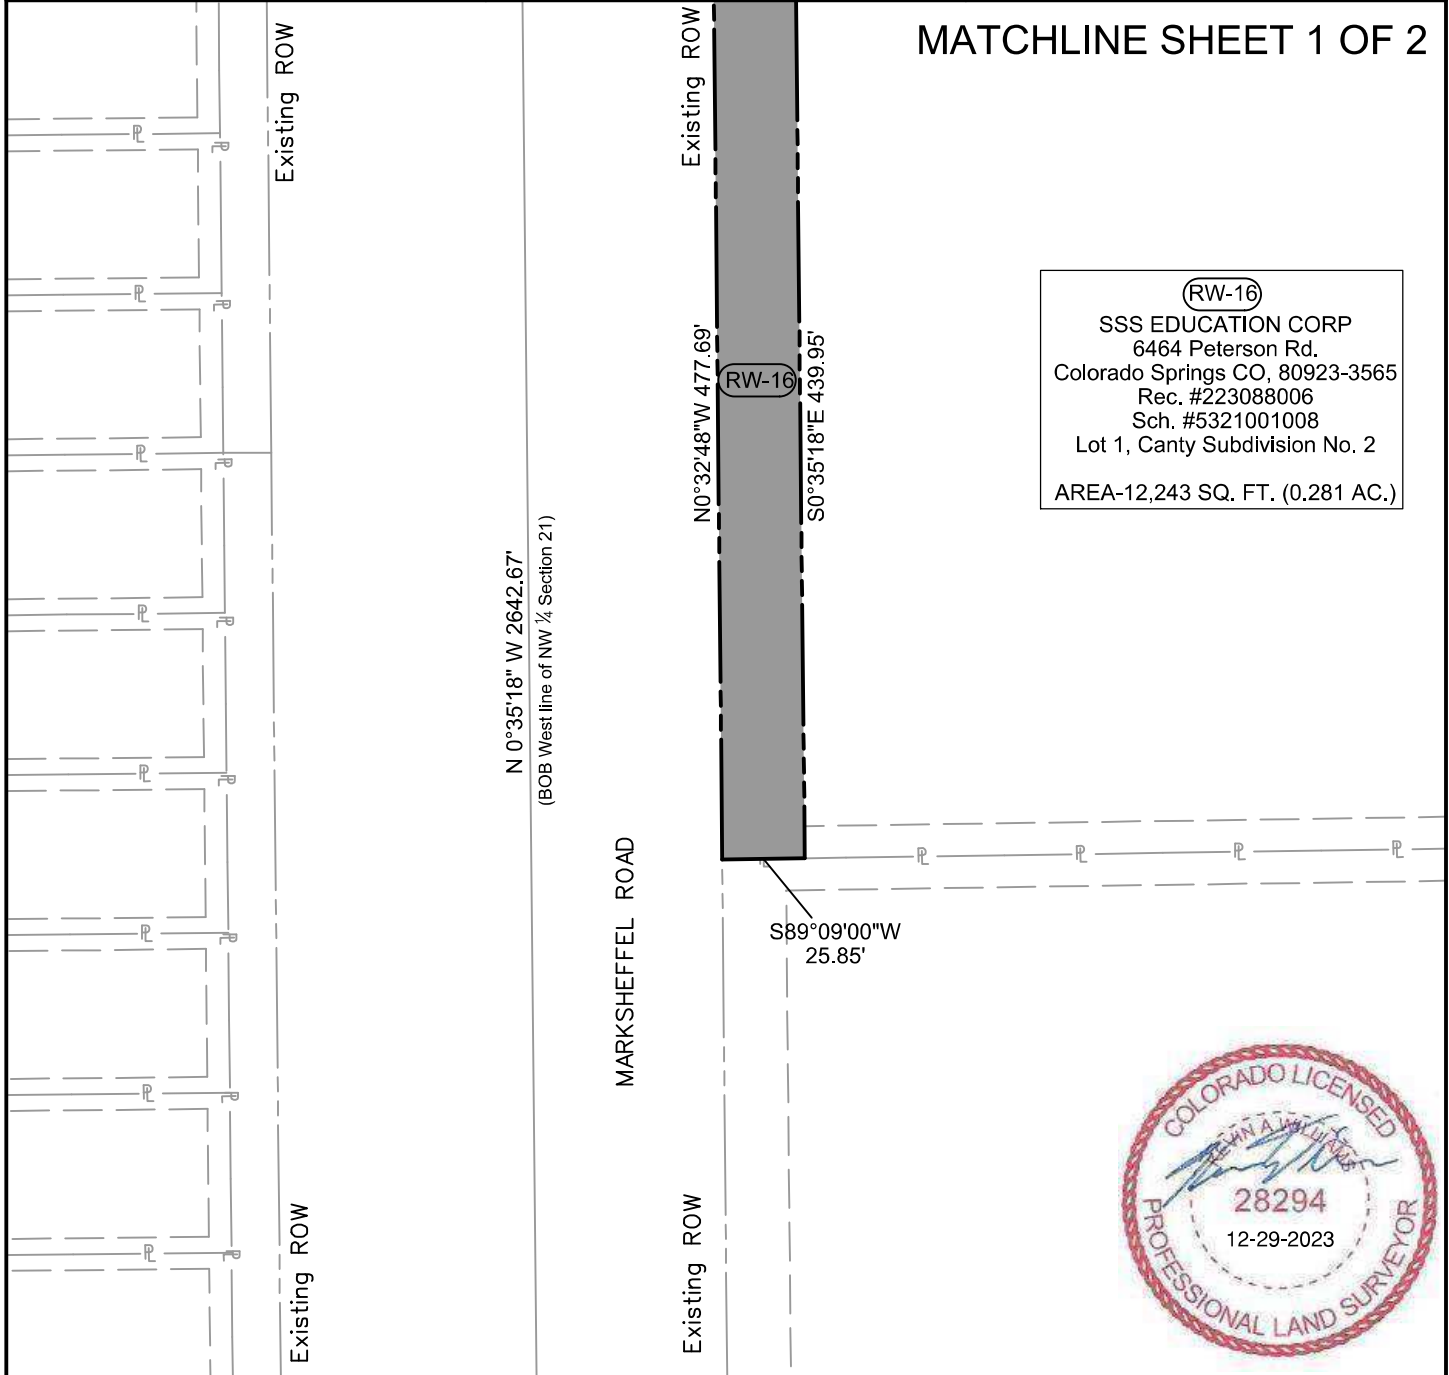 MATCHLINE SHEET 1 OF 2
Existing ROW
Existing ROW
RW-16
SSS EDUCATION CORP
6464 Peterson Rd.
Colorado Springs CO, 80923-3565
Rec. #223088006
Sch. #5321001008
Lot 1, Canty Subdivision No. 2
AREA-12,243 SQ. FT. (0.281 AC.)
N0°32'48"W 477.69'
RW-16
S0°35'18"E 439.95'
N 0°35'18" W 2642.67'
(BOB West line of NW ¼ Section 21)
MARKSHEFFEL ROAD
S89°09'00"W
25.85'
Existing ROW
Existing ROW
COLORADO LICENSED
KEVIN A. WILLIAMS
28294
12-29-2023
PROFESSIONAL LAND SURVEYOR